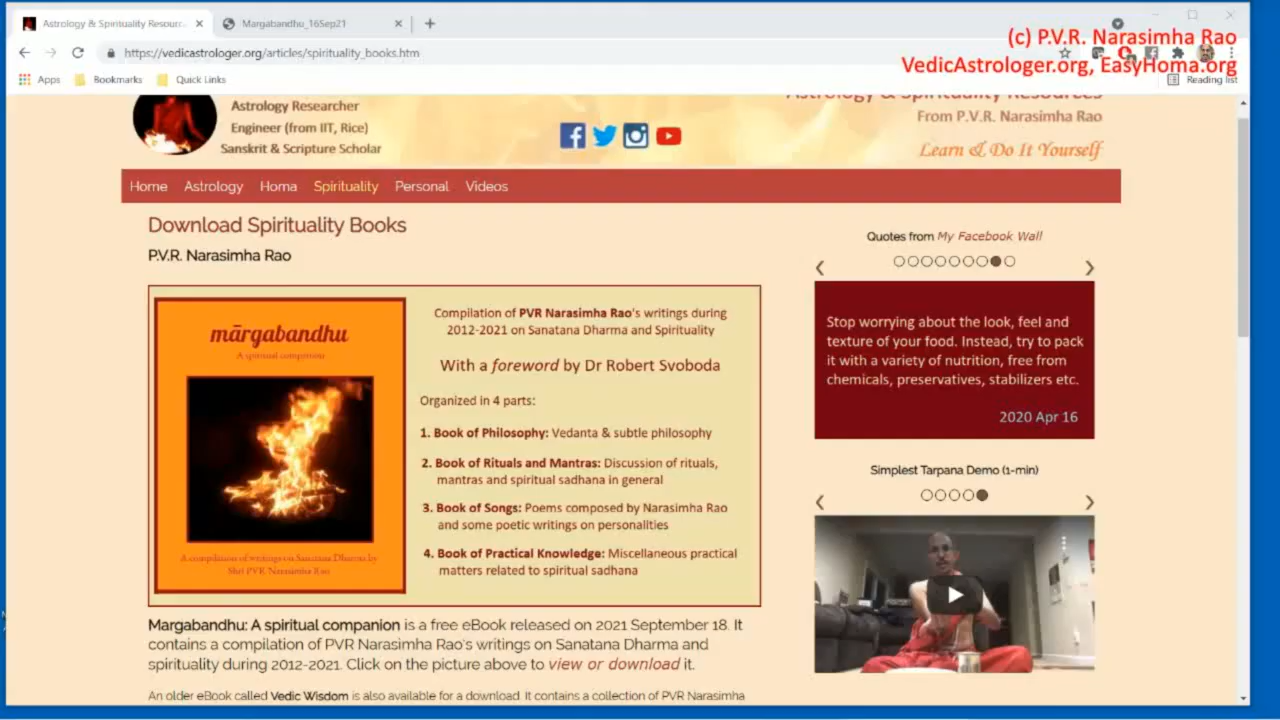 Astrology & Spirituality Resourc
Margabandhu_16Sep21
(c) P.V.R. Narasimha Rao
https://vedicastrologer.org/articles/spirituality_books.htm
VedicAstrologer.org, EasyHoma.org
Apps
Bookmarks
Quick Links
Reading list
Astrology Researcher
Engineer (from IIT, Rice)
Sanskrit & Scripture Scholar
Astrology & Spirituality Resources
From P.V.R. Narasimha Rao
Learn & Do It Yourself
Home Astrology Homa Spirituality Personal Videos
Download Spirituality Books
P.V.R. Narasimha Rao
mārgabandhu
A spiritual companion
A compilation of writings on Sanatana Dharma by
Shri PVR Narasimha Rao
Compilation of PVR Narasimha Rao's writings during
2012-2021 on Sanatana Dharma and Spirituality
With a foreword by Dr Robert Svoboda
Organized in 4 parts:
1. Book of Philosophy: Vedanta & subtle philosophy
2. Book of Rituals and Mantras: Discussion of rituals,
mantras and spiritual sadhana in general
3. Book of Songs: Poems composed by Narasimha Rao
and some poetic writings on personalities
4. Book of Practical Knowledge: Miscellaneous practical
matters related to spiritual sadhana
Margabandhu: A spiritual companion is a free eBook released on 2021 September 18. It
contains a compilation of PVR Narasimha Rao's writings on Sanatana Dharma and
spirituality during 2012-2021. Click on the picture above to view or download it.
An older eBook called Vedic Wisdom is also available for a download. It contains a collection of PVR Narasimha
Quotes from My Facebook Wall
Stop worrying about the look, feel and
texture of your food. Instead, try to pack
it with a variety of nutrition, free from
chemicals, preservatives, stabilizers etc.
2020 Apr 16
Simplest Tarpana Demo (1-min)